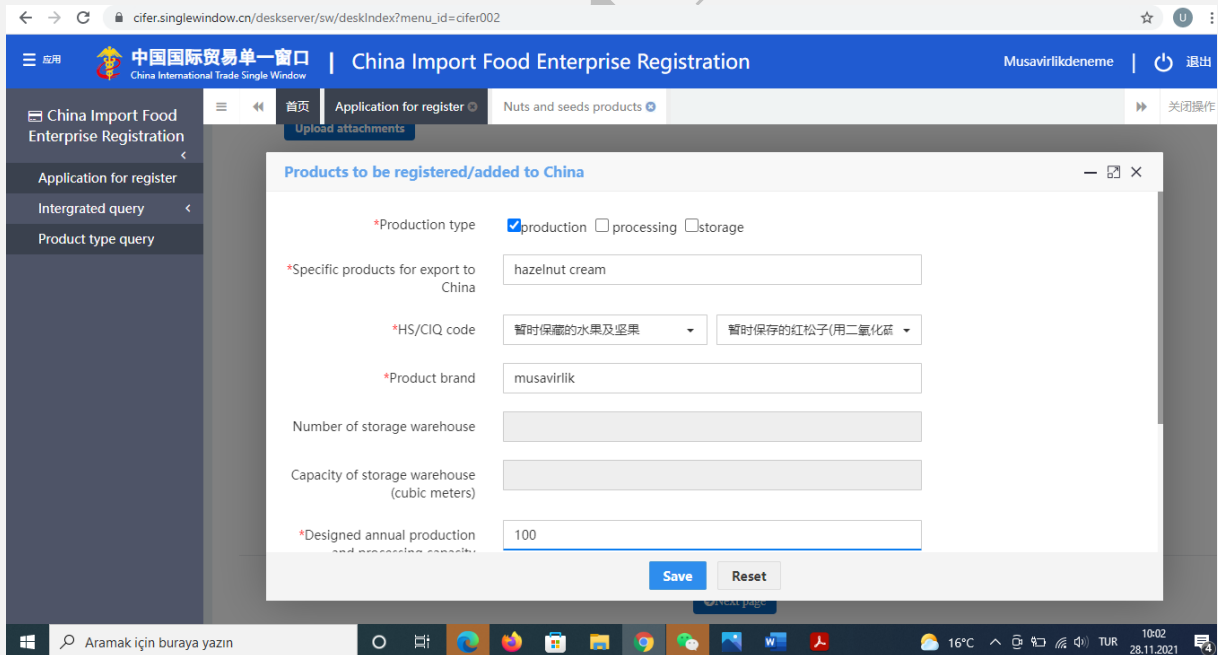 cifer.singlewindow.cn/deskserver/sw/deskIndex?menu_id=cifer002
U
应用
中国国际贸易单一窗口 | China Import Food Enterprise Registration
China International Trade Single Window
Musavirlikdeneme | 退出
China Import Food
Enterprise Registration
首页
Application for register
Nuts and seeds products
关闭操作
Upload attachments
Application for register
Intergrated query
Product type query
Products to be registered/added to China
*Production type
production processing storage
*Specific products for export to
China
hazelnut cream
*HS/CIQ code
暂时保藏的水果及坚果
暂时保存的红松子(用二氧化硫
*Product brand
musavirlik
Number of storage warehouse
Capacity of storage warehouse
(cubic meters)
*Designed annual production
and processing capacity
100
Save
Reset
Next page
Aramak için buraya yazın
16°C
TUR
10:02
28.11.2021
4